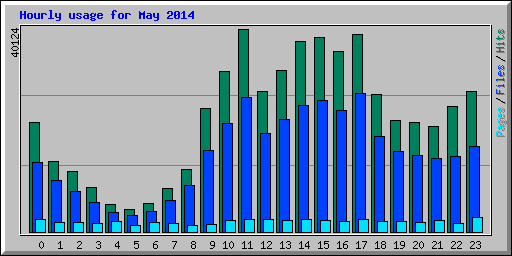 Hourly usage for May 2014
40124
Pages/Files/Hits
0 1 2 3 4 5 6 7 8 9 10 11 12 13 14 15 16 17 18 19 20 21 22 23